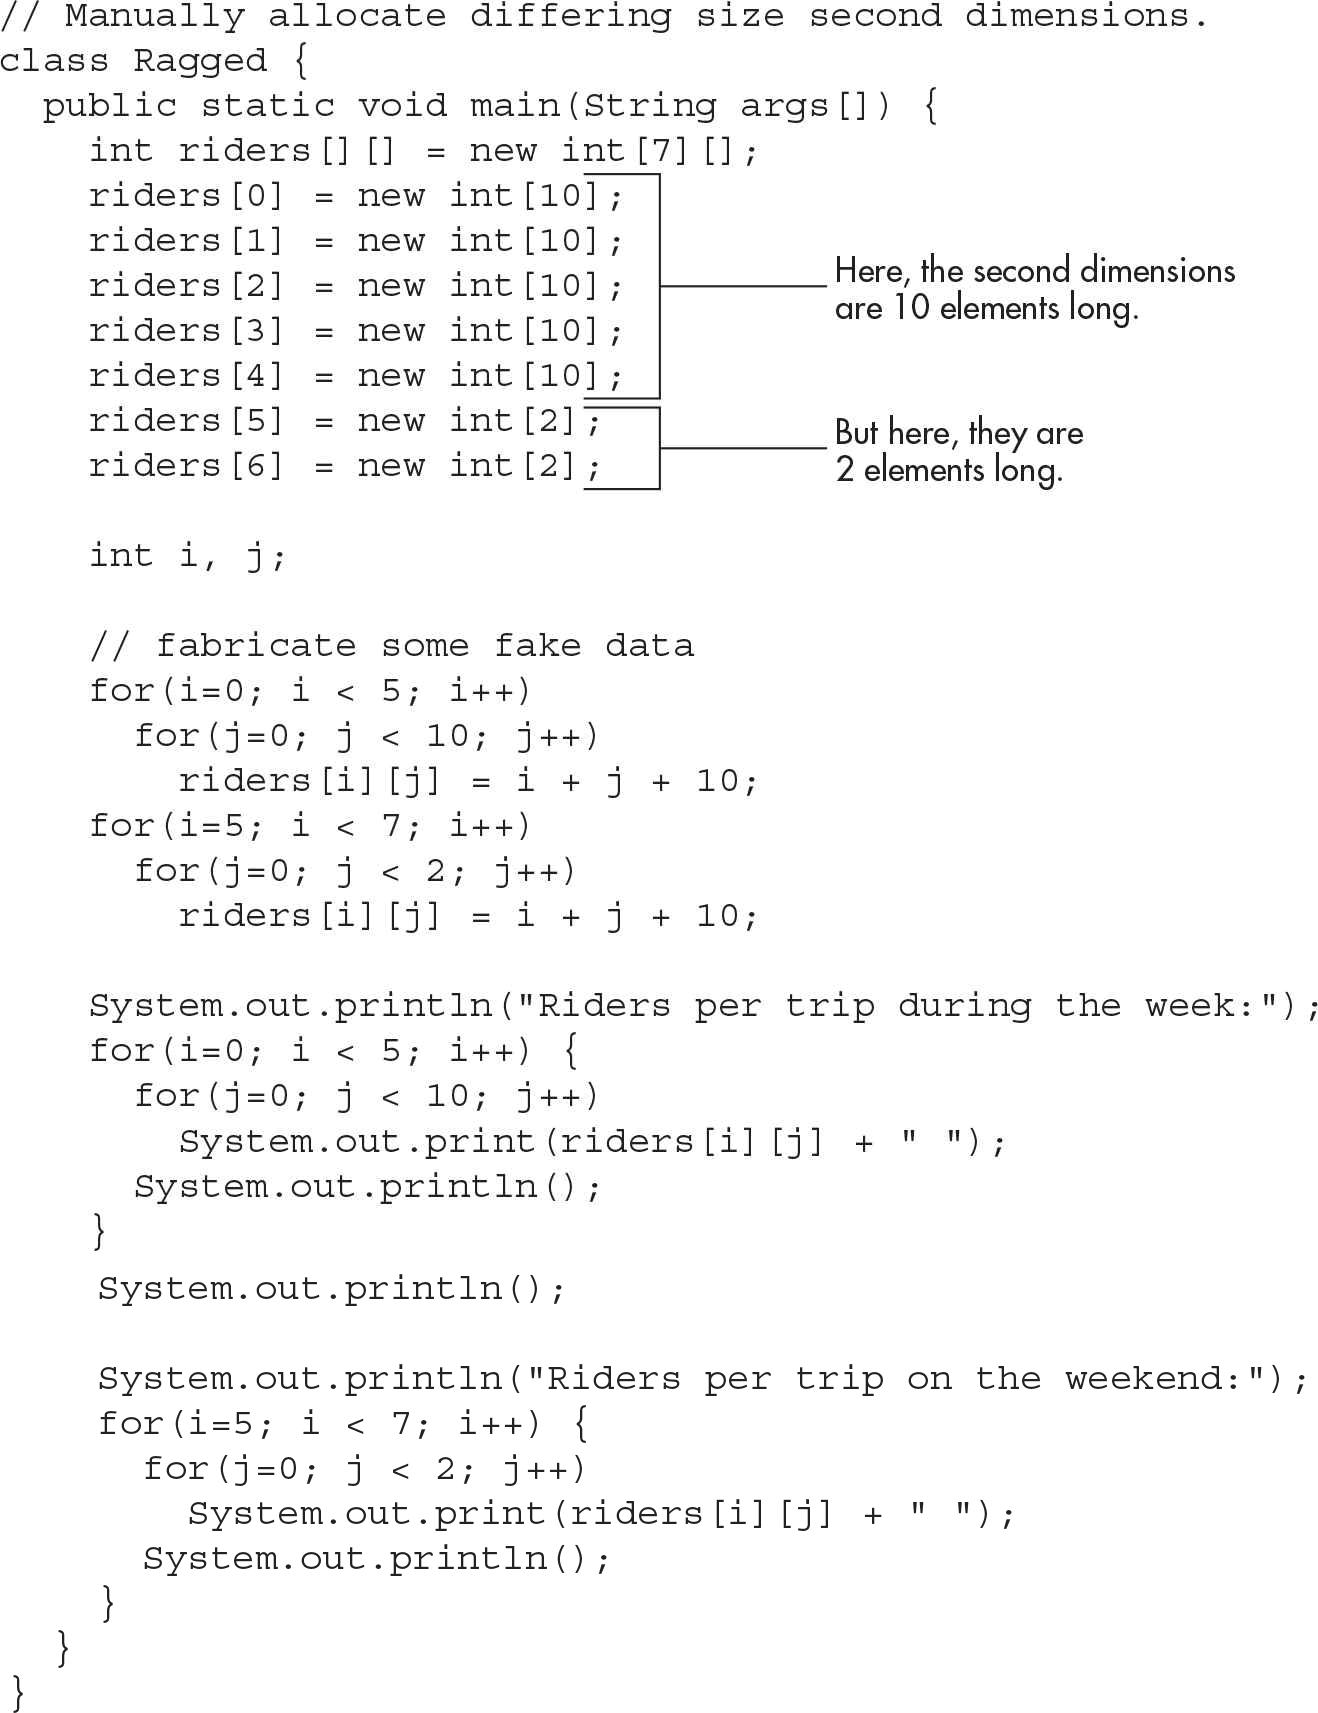 // Manually allocate differing size second dimensions.
class Ragged {
  public static void main(String args[]) {
    int riders[][] = new int[7][];
    riders[0] = new int[10];
    riders[1] = new int[10];
    riders[2] = new int[10];
    riders[3] = new int[10];
    riders[4] = new int[10];
    riders[5] = new int[2];
    riders[6] = new int[2];
Here, the second dimensions
are 10 elements long.
But here, they are
2 elements long.
    int i, j;
    // fabricate some fake data
    for(i=0; i < 5; i++)
      for(j=0; j < 10; j++)
        riders[i][j] = i + j + 10;
    for(i=5; i < 7; i++)
      for(j=0; j < 2; j++)
        riders[i][j] = i + j + 10;
    System.out.println("Riders per trip during the week:");
    for(i=0; i < 5; i++) {
      for(j=0; j < 10; j++)
        System.out.print(riders[i][j] + " ");
      System.out.println();
    }
    System.out.println();
    System.out.println("Riders per trip on the weekend:");
    for(i=5; i < 7; i++) {
      for(j=0; j < 2; j++)
        System.out.print(riders[i][j] + " ");
      System.out.println();
    }
  }
}